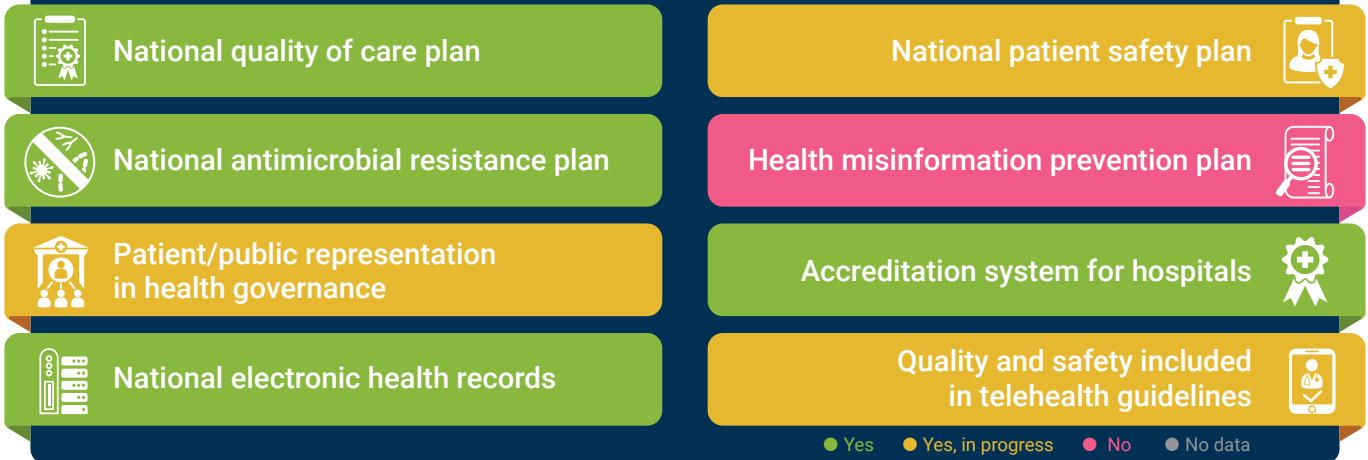 National quality of care plan
National patient safety plan
National antimicrobial resistance plan
Health misinformation prevention plan
Patient/public representation
in health governance
Accreditation system for hospitals
National electronic health records
Quality and safety included
in telehealth guidelines
Yes
Yes, in progress
No
No data